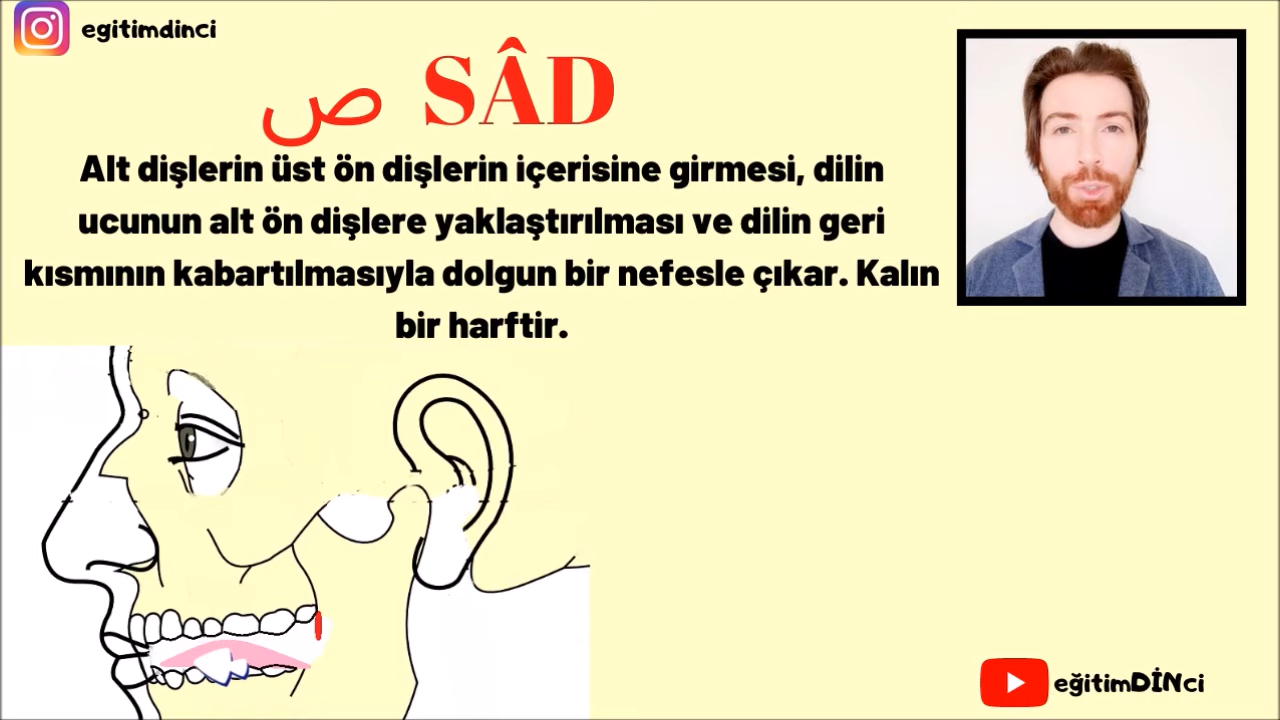 egitimdinci
ص SÂD
Alt dişlerin üst ön dişlerin içerisine girmesi, dilin
ucunun alt ön dişlere yaklaştırılması ve dilin geri
kısmının kabartılmasıyla dolgun bir nefesle çıkar. Kalın
bir harftir.
eğitimDİNci